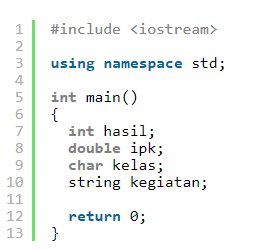 1 #include <iostream>
2
3 using namespace std;
4
5 int main()
6 {
7 int hasil;
8 double ipk;
9 char kelas;
10 string kegiatan;
11
12 return 0;
13 }